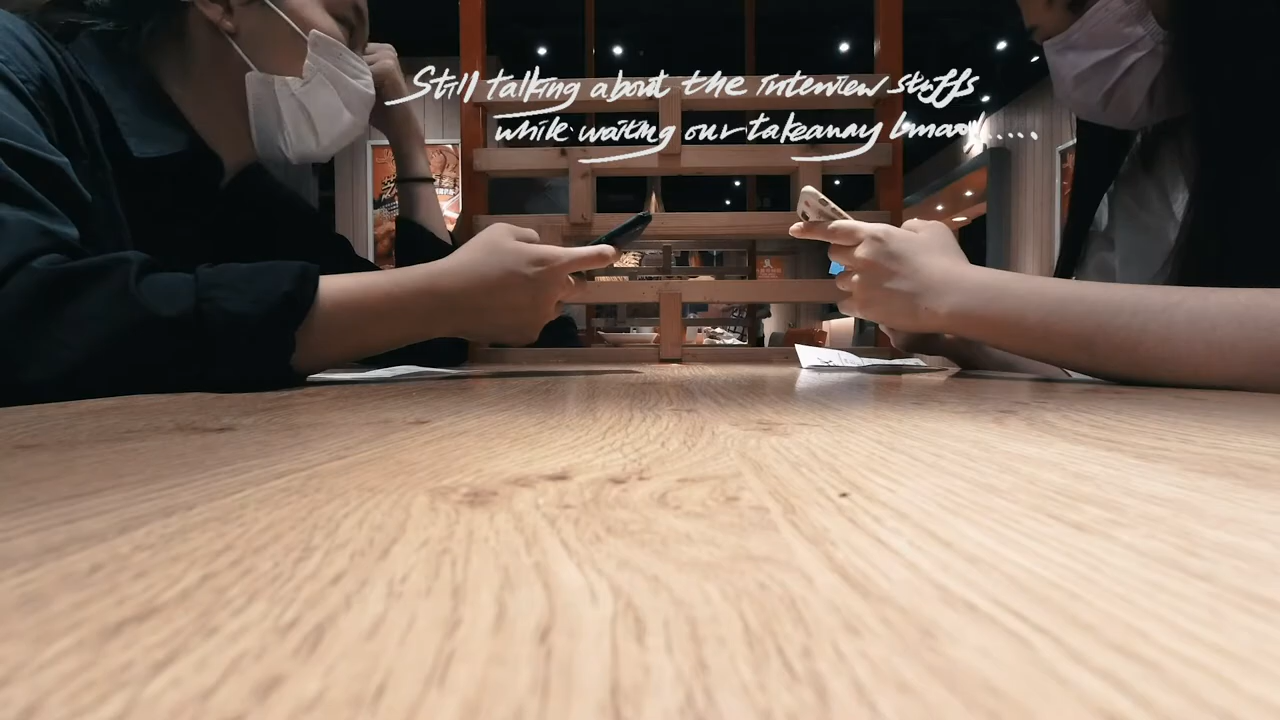 Still talking about the interview stuffs
while waiting our takeaway